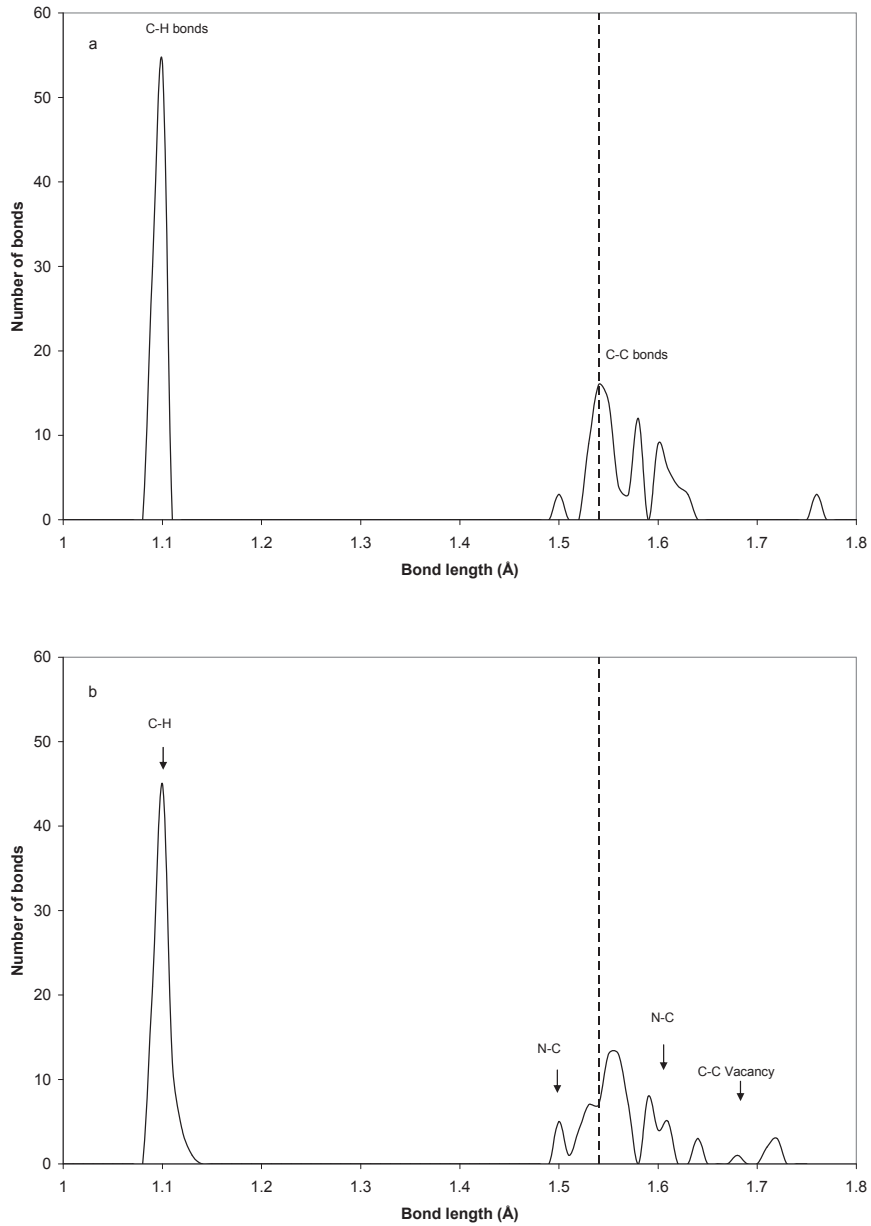 60
C-H bonds
a
50
40
30
20
10
0
Number of bonds
C-C bonds
1 1.1 1.2 1.3 1.4 1.5 1.6 1.7 1.8
Bond length (Å)
60
b
C-H
50
40
30
20
10
0
Number of bonds
N-C
N-C
C-C Vacancy
1 1.1 1.2 1.3 1.4 1.5 1.6 1.7 1.8
Bond length (Å)